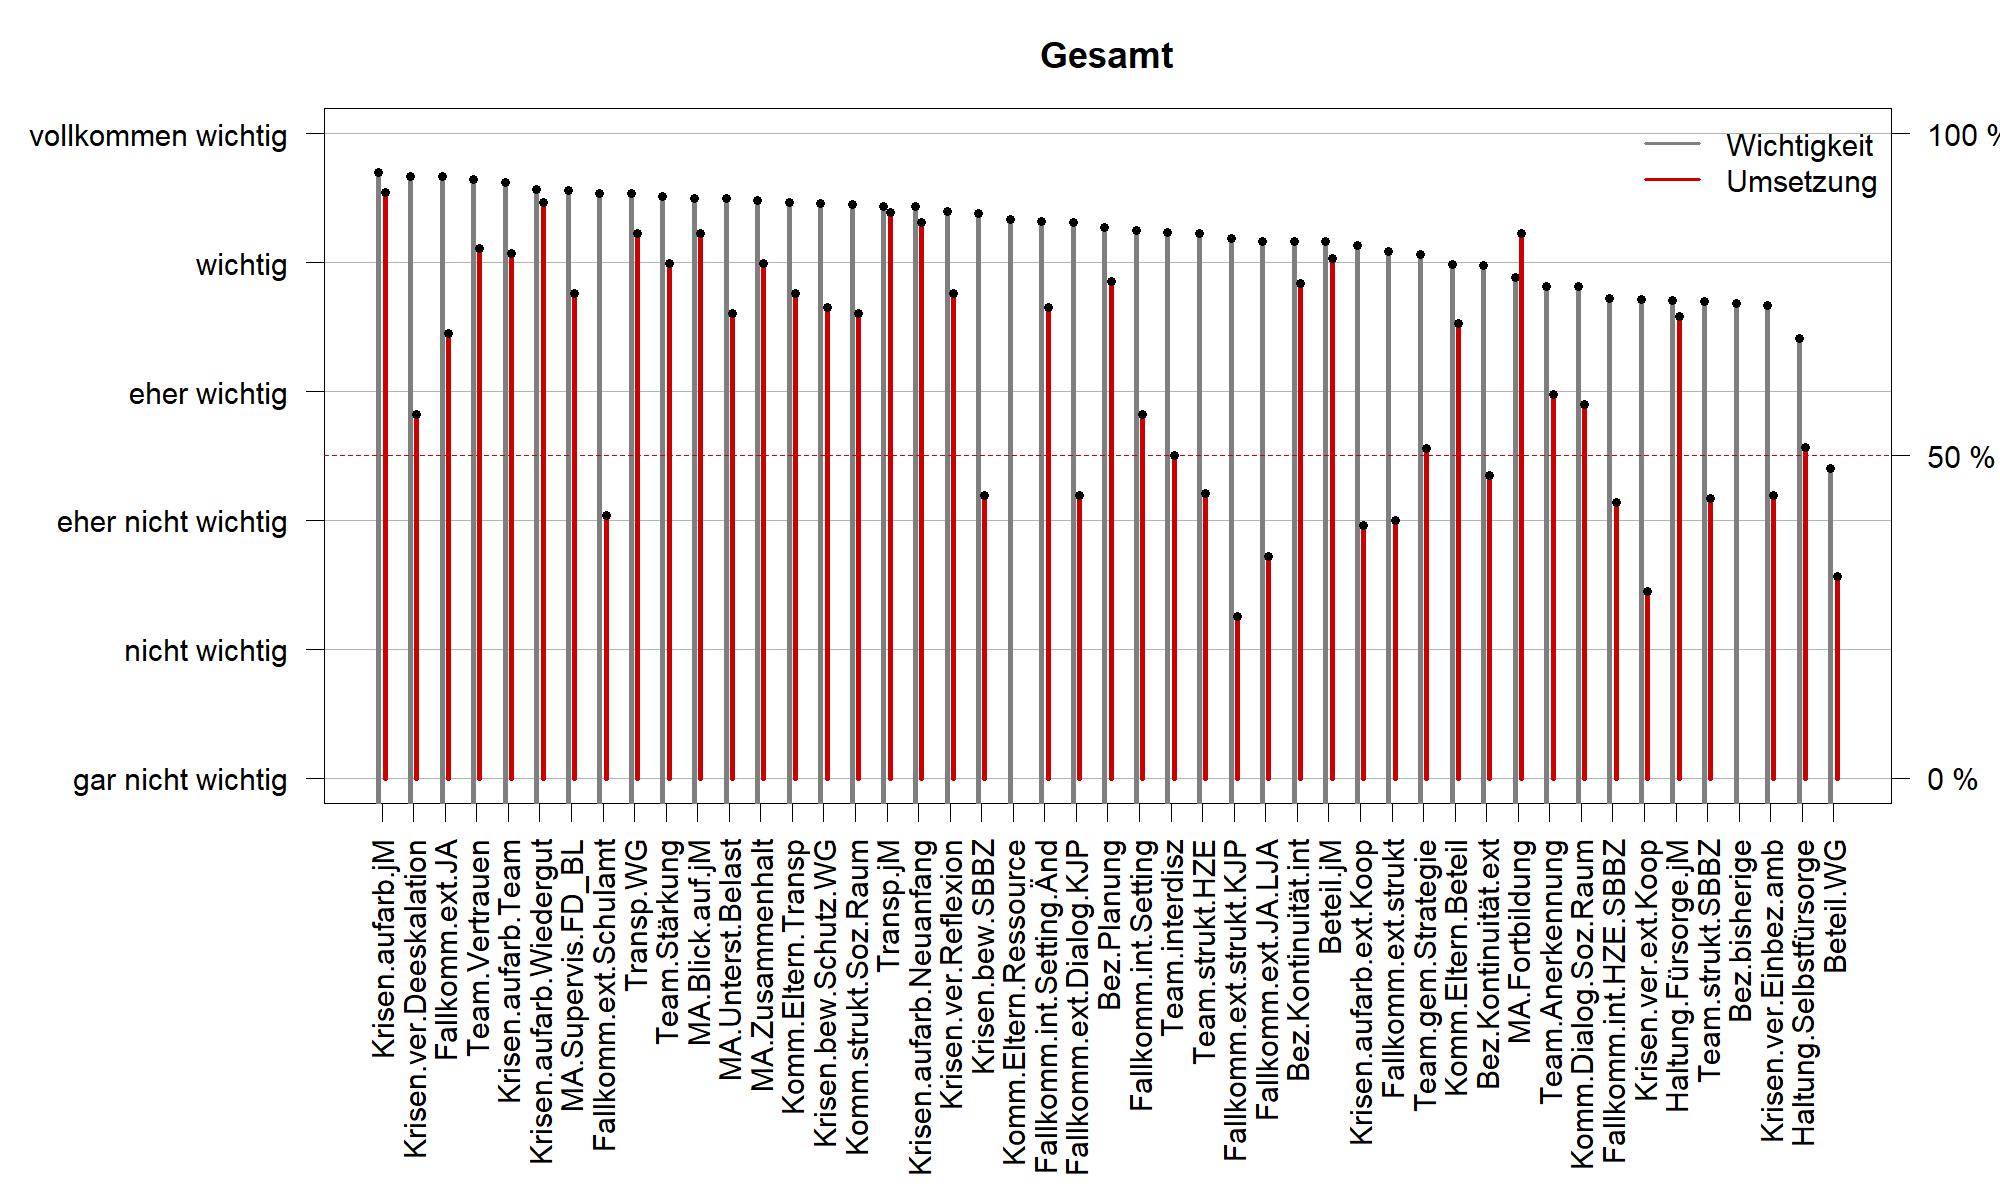 Gesamt
vollkommen wichtig
wichtig
eher wichtig
eher nicht wichtig
nicht wichtig
gar nicht wichtig
100 %
50 %
0 %
Wichtigkeit
Umsetzung
Krisen.aufarb.jM
Krisen.ver.Deeskalation
Fallkomm.ext.JA
Team.Vertrauen
Krisen.aufarb.Team
Krisen.aufarb.Wiedergut
MA.Supervis.FD_BL
Fallkomm.ext.Schulamt
Transp.WG
Team.Stärkung
MA.Blick.auf.jM
MA.Unterst.Belast
MA.Zusammenhalt
Komm.Eltern.Transp
Krisen.bew.Schutz.WG
Komm.strukt.Soz.Raum
Transp.jM
Krisen.aufarb.Neuanfang
Krisen.ver.Reflexion
Krisen.bew.SBBZ
Komm.Eltern.Ressource
Fallkomm.int.Setting.Änd
Fallkomm.ext.Dialog.KJP
Bez.Planung
Fallkomm.int.Setting
Team.interdisz
Team.strukt.HZE
Fallkomm.ext.strukt.KJP
Fallkomm.ext.JA.LJA
Bez.Kontinuität.int
Beteil.jM
Krisen.aufarb.ext.Koop
Fallkomm.ext.strukt
Team.gem.Strategie
Komm.Eltern.Beteil
Bez.Kontinuität.ext
MA.Fortbildung
Team.Anerkennung
Komm.Dialog.Soz.Raum
Fallkomm.int.HZE.SBBZ
Krisen.ver.ext.Koop
Haltung.Fürsorge.jM
Team.strukt.SBBZ
Bez.bisherige
Krisen.ver.Einbez.amb
Haltung.Selbstfürsorge
Beteil.WG